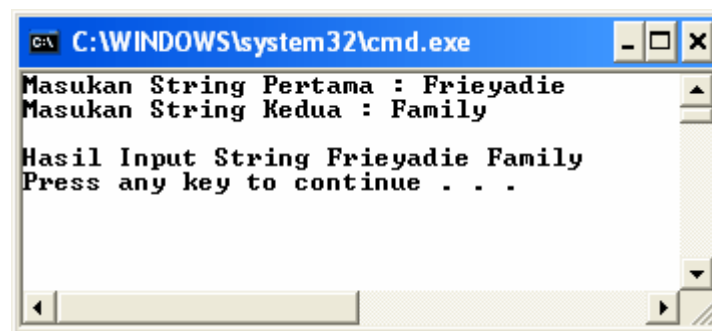 C:\WINDOWS\system32\cmd.exe
Masukan String Pertama : Frieyadie
Masukan String Kedua : Family
Hasil Input String Frieyadie Family
Press any key to continue . . .